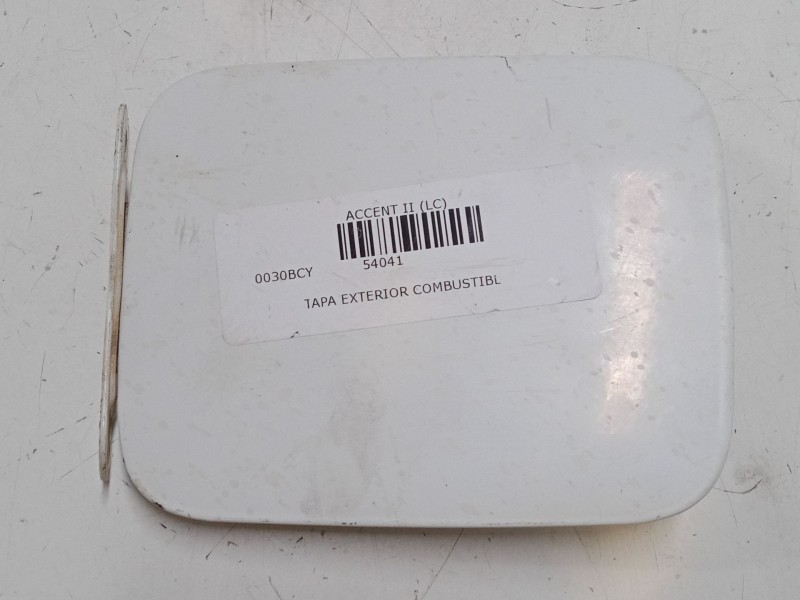 ACCENT II (LC)
0030BCY 54041
TAPA EXTERIOR COMBUSTIBL